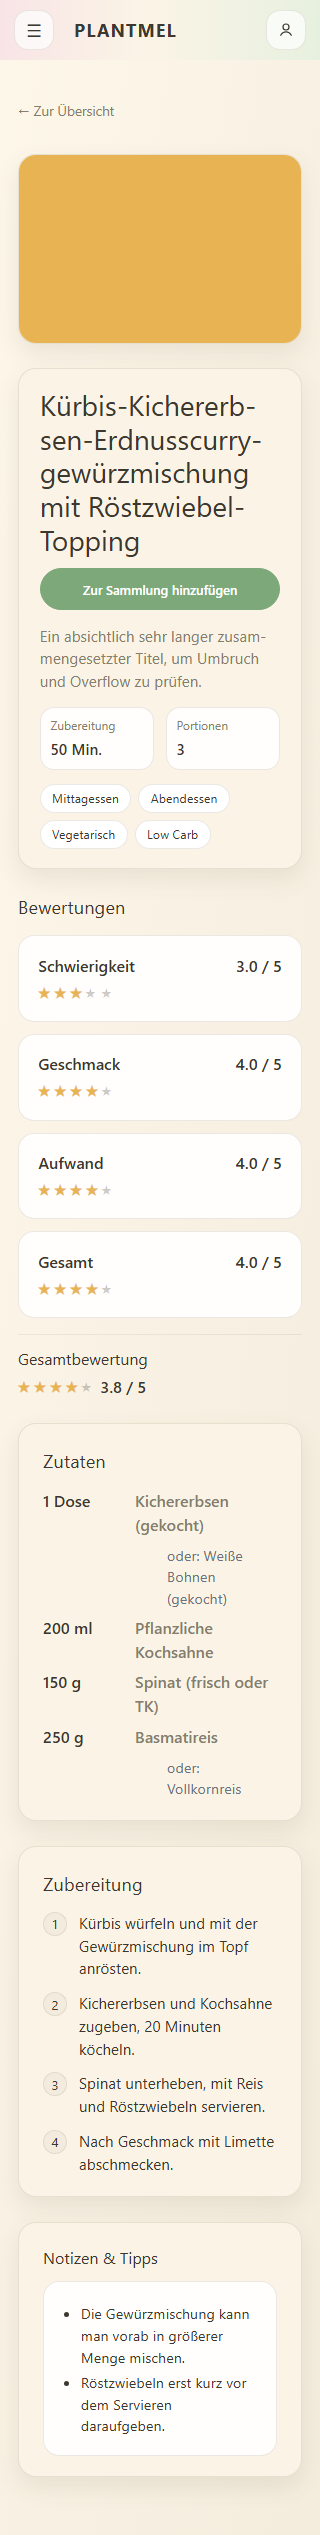 PLANTMEL
← Zur Übersicht
Kürbis-Kichererb-
sen-Erdnusscurry-
gewürzmischung
mit Röstzwiebel-
Topping
Zur Sammlung hinzufügen
Ein absichtlich sehr langer zusam-
mengesetzter Titel, um Umbruch
und Overflow zu prüfen.
Zubereitung Portionen
50 Min. 3
Mittagessen Abendessen
Vegetarisch Low Carb
Bewertungen
Schwierigkeit 3.0 / 5
★★★★★
Geschmack 4.0 / 5
★★★★★
Aufwand 4.0 / 5
★★★★★
Gesamt 4.0 / 5
★★★★★
Gesamtbewertung
★★★★★ 3.8 / 5
Zutaten
1 Dose Kichererbsen
(gekocht)
oder: Weiße
Bohnen
(gekocht)
200 ml Pflanzliche
Kochsahne
150 g Spinat (frisch oder
TK)
250 g Basmatireis
oder:
Vollkornreis
Zubereitung
1 Kürbis würfeln und mit der
Gewürzmischung im Topf
anrösten.
2 Kichererbsen und Kochsahne
zugeben, 20 Minuten
köcheln.
3 Spinat unterheben, mit Reis
und Röstzwiebeln servieren.
4 Nach Geschmack mit Limette
abschmecken.
Notizen & Tipps
• Die Gewürzmischung kann
man vorab in größerer
Menge mischen.
• Röstzwiebeln erst kurz vor
dem Servieren
daraufgeben.